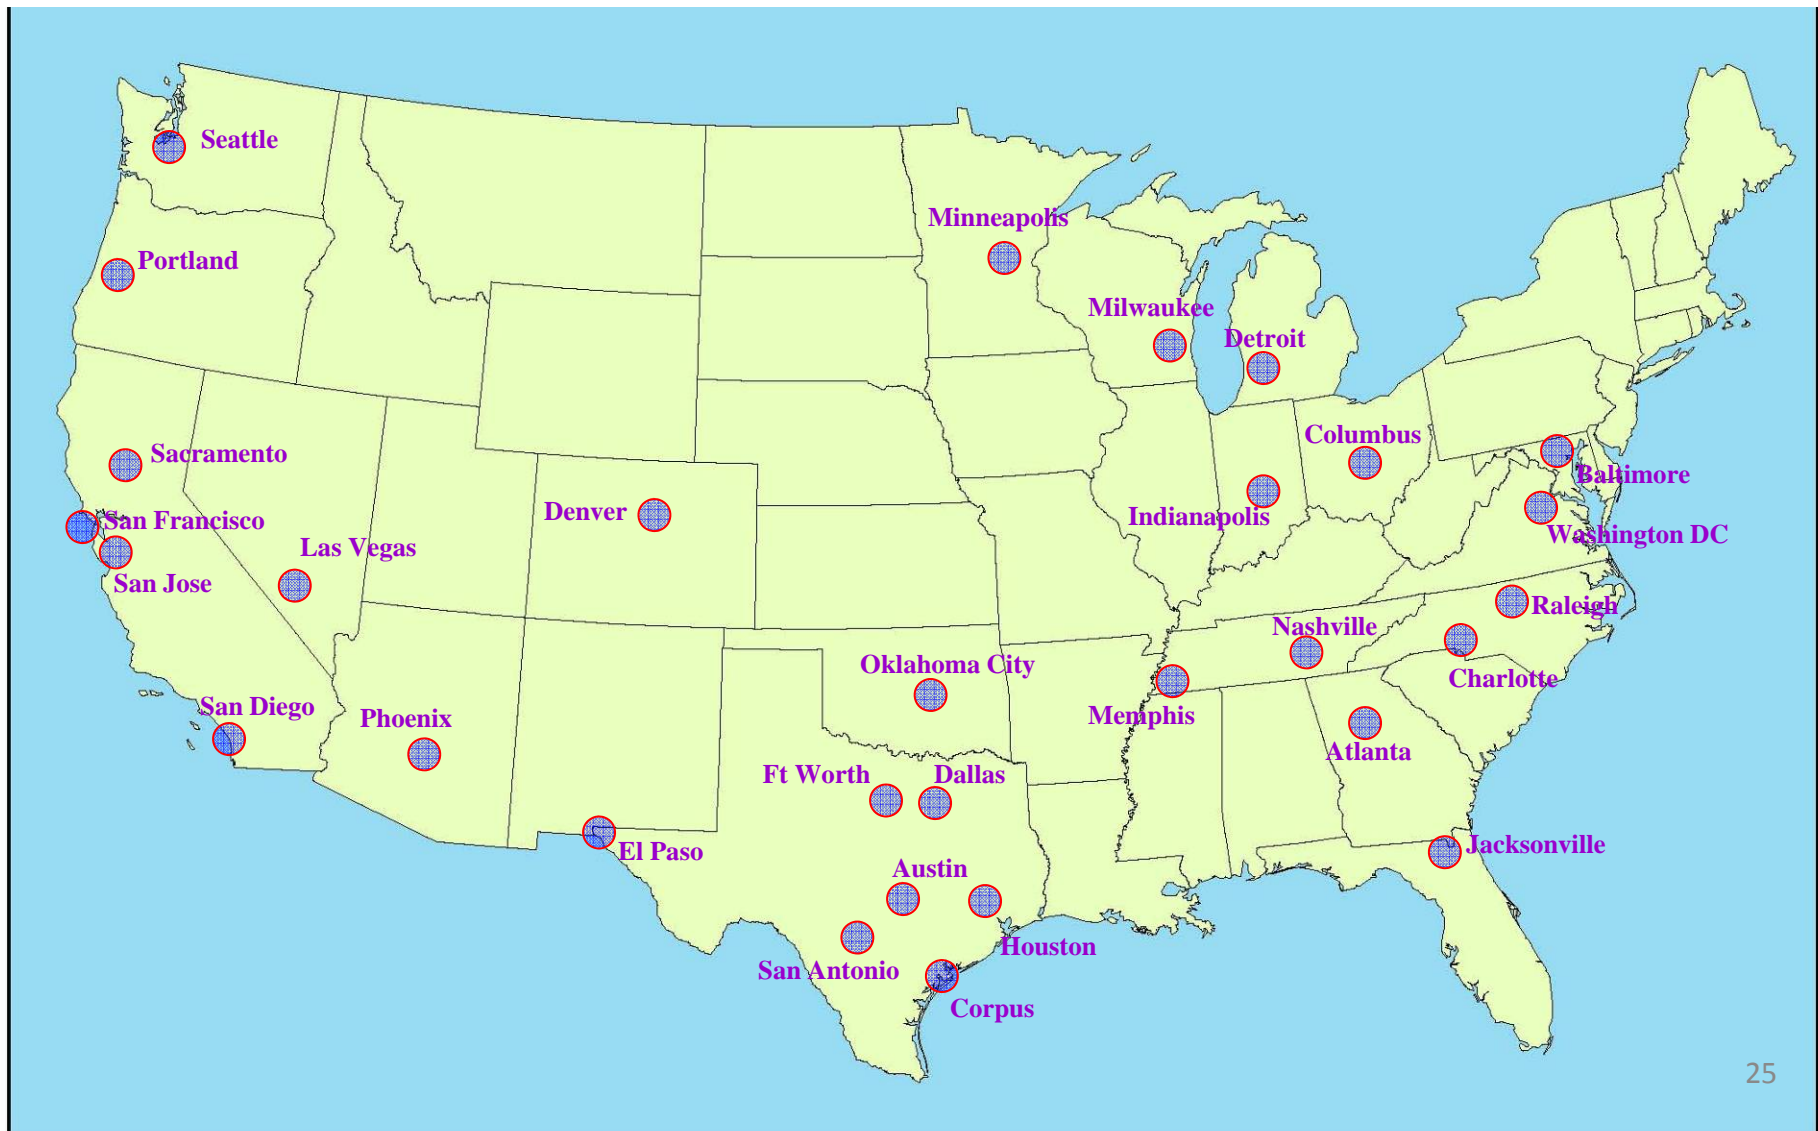 Seattle
Minneapolis
Portland
Milwaukee
Detroit
Columbus
Sacramento
Baltimore
Denver
Indianapolis
San Francisco
Washington DC
Las Vegas
San Jose
Raleigh
Nashville
Oklahoma City
Charlotte
San Diego
Phoenix
Memphis
Atlanta
Ft Worth
Dallas
El Paso
Jacksonville
Austin
Houston
San Antonio
Corpus
25